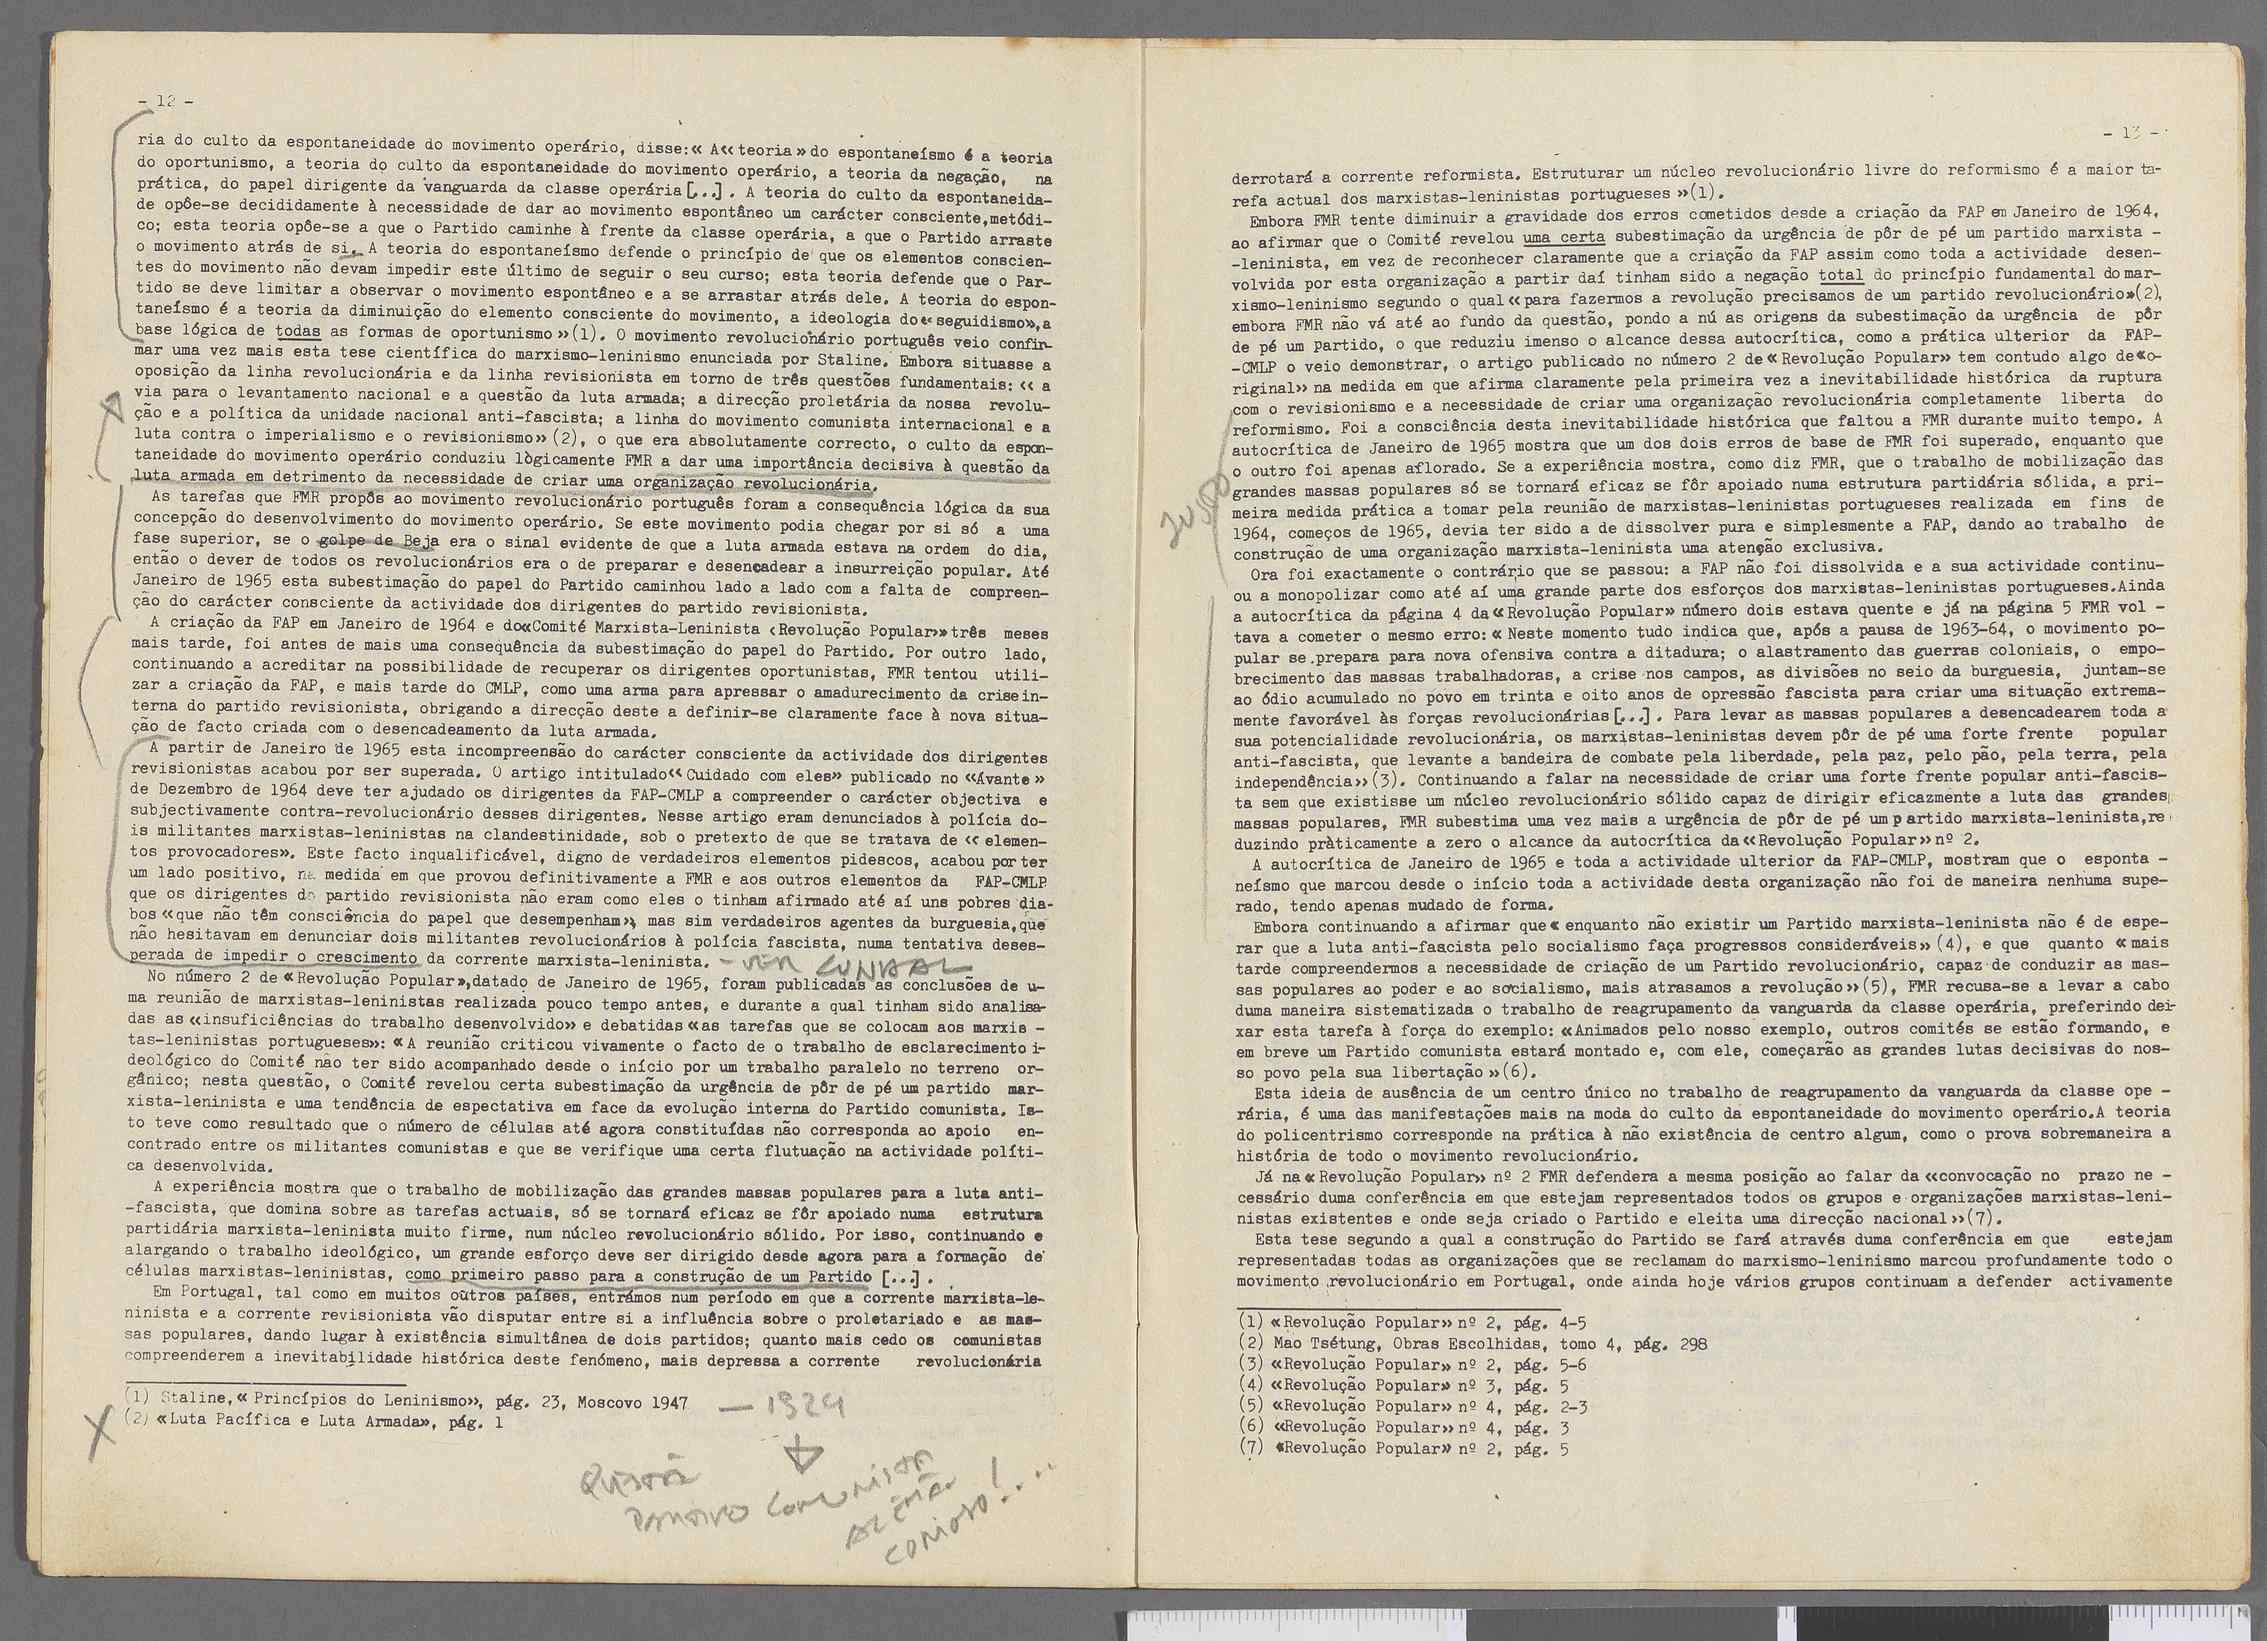 - 12 -
ria do culto da espontaneidade do movimento operário, disse:« A«teoria»do espontaneísmo é a teoria
do oportunismo, a teoria do culto da espontaneidade do movimento operário, a teoria da negação, na
prática, do papel dirigente da vanguarda da classe operária[...]. A teoria do culto da espontaneida-
de opõe-se decididamente à necessidade de dar ao movimento espontâneo um carácter consciente,metódi-
co; esta teoria opõe-se a que o Partido caminhe à frente da classe operária, a que o Partido arraste
o movimento atrás de si. A teoria do espontaneísmo defende o princípio de que os elementos conscien-
tes do movimento não devam impedir este último de seguir o seu curso; esta teoria defende que o Par-
tido se deve limitar a observar o movimento espontâneo e a se arrastar atrás dele. A teoria do espon-
taneísmo é a teoria da diminuição do elemento consciente do movimento, a ideologia do«seguidismo»,a
base lógica de todas as formas de oportunismo»(1). O movimento revolucionário português veio confir-
mar uma vez mais esta tese científica do marxismo-leninismo enunciada por Staline. Embora situasse a
oposição da linha revolucionária e da linha revisionista em torno de três questões fundamentais: « a
via para o levantamento nacional e a questão da luta armada; a direcção proletária da nossa revolu-
ção e a política da unidade nacional anti-fascista; a linha do movimento comunista internacional e a
luta contra o imperialismo e o revisionismo»(2), o que era absolutamente correcto, o culto da espon-
taneidade do movimento operário conduziu lògicamente FMR a dar uma importância decisiva à questão da
luta armada em detrimento da necessidade de criar uma organização revolucionária.
As tarefas que FMR propôs ao movimento revolucionário português foram a consequência lógica da sua
concepção do desenvolvimento do movimento operário. Se este movimento podia chegar por si só a uma
fase superior, se o golpe de Beja era o sinal evidente de que a luta armada estava na ordem do dia,
então o dever de todos os revolucionários era o de preparar e desencadear a insurreição popular. Até
Janeiro de 1965 esta subestimação do papel do Partido caminhou lado a lado com a falta de compreen-
ção do carácter consciente da actividade dos dirigentes do partido revisionista.
A criação da FAP em Janeiro de 1964 e do«Comité Marxista-Leninista ‹Revolução Popular›»três meses
mais tarde, foi antes de mais uma consequência da subestimação do papel do Partido. Por outro lado,
continuando a acreditar na possibilidade de recuperar os dirigentes oportunistas, FMR tentou utili-
zar a criação da FAP, e mais tarde do CMLP, como uma arma para apressar o amadurecimento da crisein-
terna do partido revisionista, obrigando a direcção deste a definir-se claramente face à nova situa-
ção de facto criada com o desencadeamento da luta armada.
A partir de Janeiro de 1965 esta incompreensão do carácter consciente da actividade dos dirigentes
revisionistas acabou por ser superada. O artigo intitulado«Cuidado com eles» publicado no «Avante»
de Dezembro de 1964 deve ter ajudado os dirigentes da FAP-CMLP a compreender o carácter objectiva e
subjectivamente contra-revolucionário desses dirigentes. Nesse artigo eram denunciados à polícia do-
is militantes marxistas-leninistas na clandestinidade, sob o pretexto de que se tratava de « elemen-
tos provocadores». Este facto inqualificável, digno de verdadeiros elementos pidescos, acabou por ter
um lado positivo, na medida em que provou definitivamente a FMR e aos outros elementos da FAP-CMLP
que os dirigentes do partido revisionista não eram como eles o tinham afirmado até aí uns pobres dia-
bos «que não têm consciência do papel que desempenham», mas sim verdadeiros agentes da burguesia,que
não hesitavam em denunciar dois militantes revolucionários à polícia fascista, numa tentativa deses-
perada de impedir o crescimento da corrente marxista-leninista. - VER CUNHAL
No número 2 de «Revolução Popular»,datado de Janeiro de 1965, foram publicadas as conclusões de u-
ma reunião de marxistas-leninistas realizada pouco tempo antes, e durante a qual tinham sido analisa-
das as «insuficiências do trabalho desenvolvido» e debatidas «as tarefas que se colocam aos marxis -
tas-leninistas portugueses»: «A reunião criticou vivamente o facto de o trabalho de esclarecimento i-
deológico do Comité não ter sido acompanhado desde o início por um trabalho paralelo no terreno or-
gânico; nesta questão, o Comité revelou certa subestimação da urgência de pôr de pé um partido mar-
xista-leninista e uma tendência de espectativa em face da evolução interna do Partido comunista. Is-
to teve como resultado que o número de células até agora constituídas não corresponda ao apoio en-
contrado entre os militantes comunistas e que se verifique uma certa flutuação na actividade políti-
ca desenvolvida.
A experiência mostra que o trabalho de mobilização das grandes massas populares para a luta anti-
-fascista, que domina sobre as tarefas actuais, só se tornará eficaz se fôr apoiado numa estrutura
partidária marxista-leninista muito firme, num núcleo revolucionário sólido. Por isso, continuando e
alargando o trabalho ideológico, um grande esforço deve ser dirigido desde agora para a formação de
células marxistas-leninistas, como primeiro passo para a construção de um Partido [...].
Em Portugal, tal como em muitos outros países, entrámos num período em que a corrente marxista-le-
ninista e a corrente revisionista vão disputar entre si a influência sobre o proletariado e as mas-
sas populares, dando lugar à existência simultânea de dois partidos; quanto mais cedo os comunistas
compreenderem a inevitabilidade histórica deste fenómeno, mais depressa a corrente revolucionária
(1) Staline,« Princípios do Leninismo», pág. 23, Moscovo 1947 — 1924
(2) «Luta Pacífica e Luta Armada», pág. 1
X
Partido Comunista
Alemão
- 13 -
derrotará a corrente reformista. Estruturar um núcleo revolucionário livre do reformismo é a maior ta-
refa actual dos marxistas-leninistas portugueses»(1).
Embora FMR tente diminuir a gravidade dos erros cometidos desde a criação da FAP em Janeiro de 1964,
ao afirmar que o Comité revelou uma certa subestimação da urgência de pôr de pé um partido marxista -
-leninista, em vez de reconhecer claramente que a criação da FAP assim como toda a actividade desen-
volvida por esta organização a partir daí tinham sido a negação total do princípio fundamental do mar-
xismo-leninismo segundo o qual «para fazermos a revolução precisamos de um partido revolucionário»(2),
embora FMR não vá até ao fundo da questão, pondo a nú as origens da subestimação da urgência de pôr
de pé um partido, o que reduziu imenso o alcance dessa autocrítica, como a prática ulterior da FAP-
-CMLP o veio demonstrar, o artigo publicado no número 2 de «Revolução Popular» tem contudo algo de«o-
riginal» na medida em que afirma claramente pela primeira vez a inevitabilidade histórica da ruptura
com o revisionismo e a necessidade de criar uma organização revolucionária completamente liberta do
reformismo. Foi a consciência desta inevitabilidade histórica que faltou a FMR durante muito tempo. A
autocrítica de Janeiro de 1965 mostra que um dos dois erros de base de FMR foi superado, enquanto que
o outro foi apenas aflorado. Se a experiência mostra, como diz FMR, que o trabalho de mobilização das
grandes massas populares só se tornará eficaz se fôr apoiado numa estrutura partidária sólida, a pri-
meira medida prática a tomar pela reunião de marxistas-leninistas portugueses realizada em fins de
1964, começos de 1965, devia ter sido a de dissolver pura e simplesmente a FAP, dando ao trabalho de
construção de uma organização marxista-leninista uma atenção exclusiva.
Ora foi exactamente o contrário que se passou: a FAP não foi dissolvida e a sua actividade continu-
ou a monopolizar como até aí uma grande parte dos esforços dos marxistas-leninistas portugueses.Ainda
a autocrítica da página 4 da«Revolução Popular» número dois estava quente e já na página 5 FMR vol -
tava a cometer o mesmo erro: «Neste momento tudo indica que, após a pausa de 1963-64, o movimento po-
pular se prepara para nova ofensiva contra a ditadura; o alastramento das guerras coloniais, o empo-
brecimento das massas trabalhadoras, a crise nos campos, as divisões no seio da burguesia, juntam-se
ao ódio acumulado no povo em trinta e oito anos de opressão fascista para criar uma situação extrema-
mente favorável às forças revolucionárias[...]. Para levar as massas populares a desencadearem toda a
sua potencialidade revolucionária, os marxistas-leninistas devem pôr de pé uma forte frente popular
anti-fascista, que levante a bandeira de combate pela liberdade, pela paz, pelo pão, pela terra, pela
independência»(3). Continuando a falar na necessidade de criar uma forte frente popular anti-fascis-
ta sem que existisse um núcleo revolucionário sólido capaz de dirigir eficazmente a luta das grandes
massas populares, FMR subestima uma vez mais a urgência de pôr de pé um partido marxista-leninista,re
duzindo pràticamente a zero o alcance da autocrítica da «Revolução Popular» nº 2.
A autocrítica de Janeiro de 1965 e toda a actividade ulterior da FAP-CMLP, mostram que o esponta -
neísmo que marcou desde o início toda a actividade desta organização não foi de maneira nenhuma supe-
rado, tendo apenas mudado de forma.
Embora continuando a afirmar que«enquanto não existir um Partido marxista-leninista não é de espe-
rar que a luta anti-faacista pelo socialismo faça progressos consideráveis»(4), e que quanto «mais
tarde compreendermos a necessidade de criação de um Partido revolucionário, capaz de conduzir as mas-
sas populares ao poder e ao socialismo, mais atrasamos a revolução»(5), FMR recusa-se a levar a cabo
duma maneira sistematizada o trabalho de reagrupamento da vanguarda da classe operária, preferindo dei-
xar esta tarefa à força do exemplo: «Animados pelo nosso exemplo, outros comités se estão formando, e
em breve um Partido comunista estará montado e, com ele, começarão as grandes lutas decisivas do nos-
so povo pela sua libertação»(6).
Esta ideia de ausência de um centro único no trabalho de reagrupamento da vanguarda da classe ope -
rária, é uma das manifestações mais na moda do culto da espontaneidade do movimento operário.A teoria
do policentrismo corresponde na prática à não existência de centro algum, como o prova sobremaneira a
história de todo o movimento revolucionário.
Já na «Revolução Popular» nº 2 FMR defendera a mesma posição ao falar da «convocação no prazo ne -
cessário duma conferência em que estejam representados todos os grupos e organizações marxistas-leni-
nistas existentes e onde seja criado o Partido e eleita uma direcção nacional»(7).
Esta tese segundo a qual a construção do Partido se fará através duma conferência em que estejam
representadas todas as organizações que se reclamam do marxismo-leninismo marcou profundamente todo o
movimento revolucionário em Portugal, onde ainda hoje vários grupos continuam a defender activamente
(1) «Revolução Popular» nº 2, pág. 4-5
(2) Mao Tsétung, Obras Escolhidas, tomo 4, pág. 298
(3) «Revolução Popular» nº 2, pág. 5-6
(4) «Revolução Popular» nº 3, pág. 5
(5) «Revolução Popular» nº 4, pág. 2-3
(6) «Revolução Popular» nº 4, pág. 3
(7) «Revolução Popular» nº 2, pág. 5